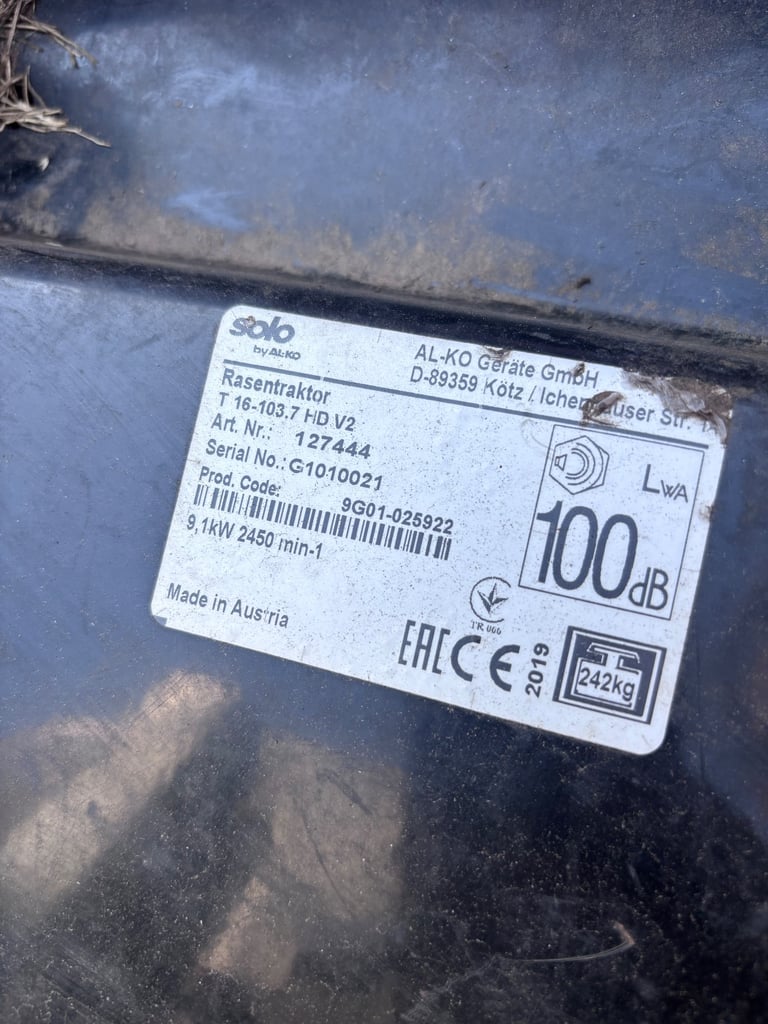 solo
by AL-KO
AL-KO Geräte GmbH
D-89359 Kötz / Ichenhauser Str. 14
Rasentraktor
T 16-103.7 HD V2
Art. Nr.: 127444
Serial No.: G1010021
Prod. Code:
9G01-025922
9,1kW 2450 min-1
Made in Austria
LWA
100dB
TR 066
EAC CE 2019
242kg